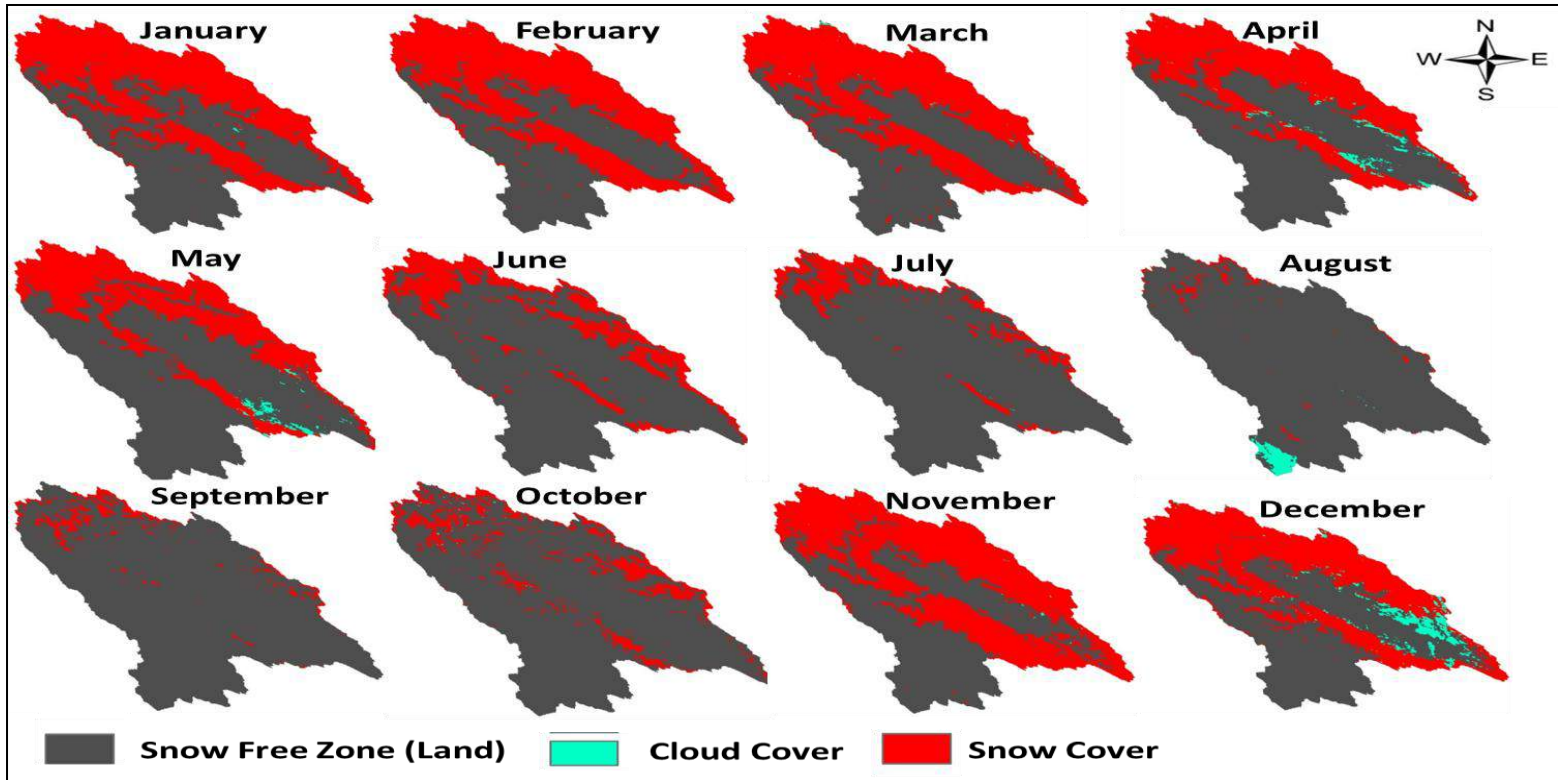 January
February
March
April
N
W
E
S
May
June
July
August
September
October
November
December
Snow Free Zone (Land)
Cloud Cover
Snow Cover